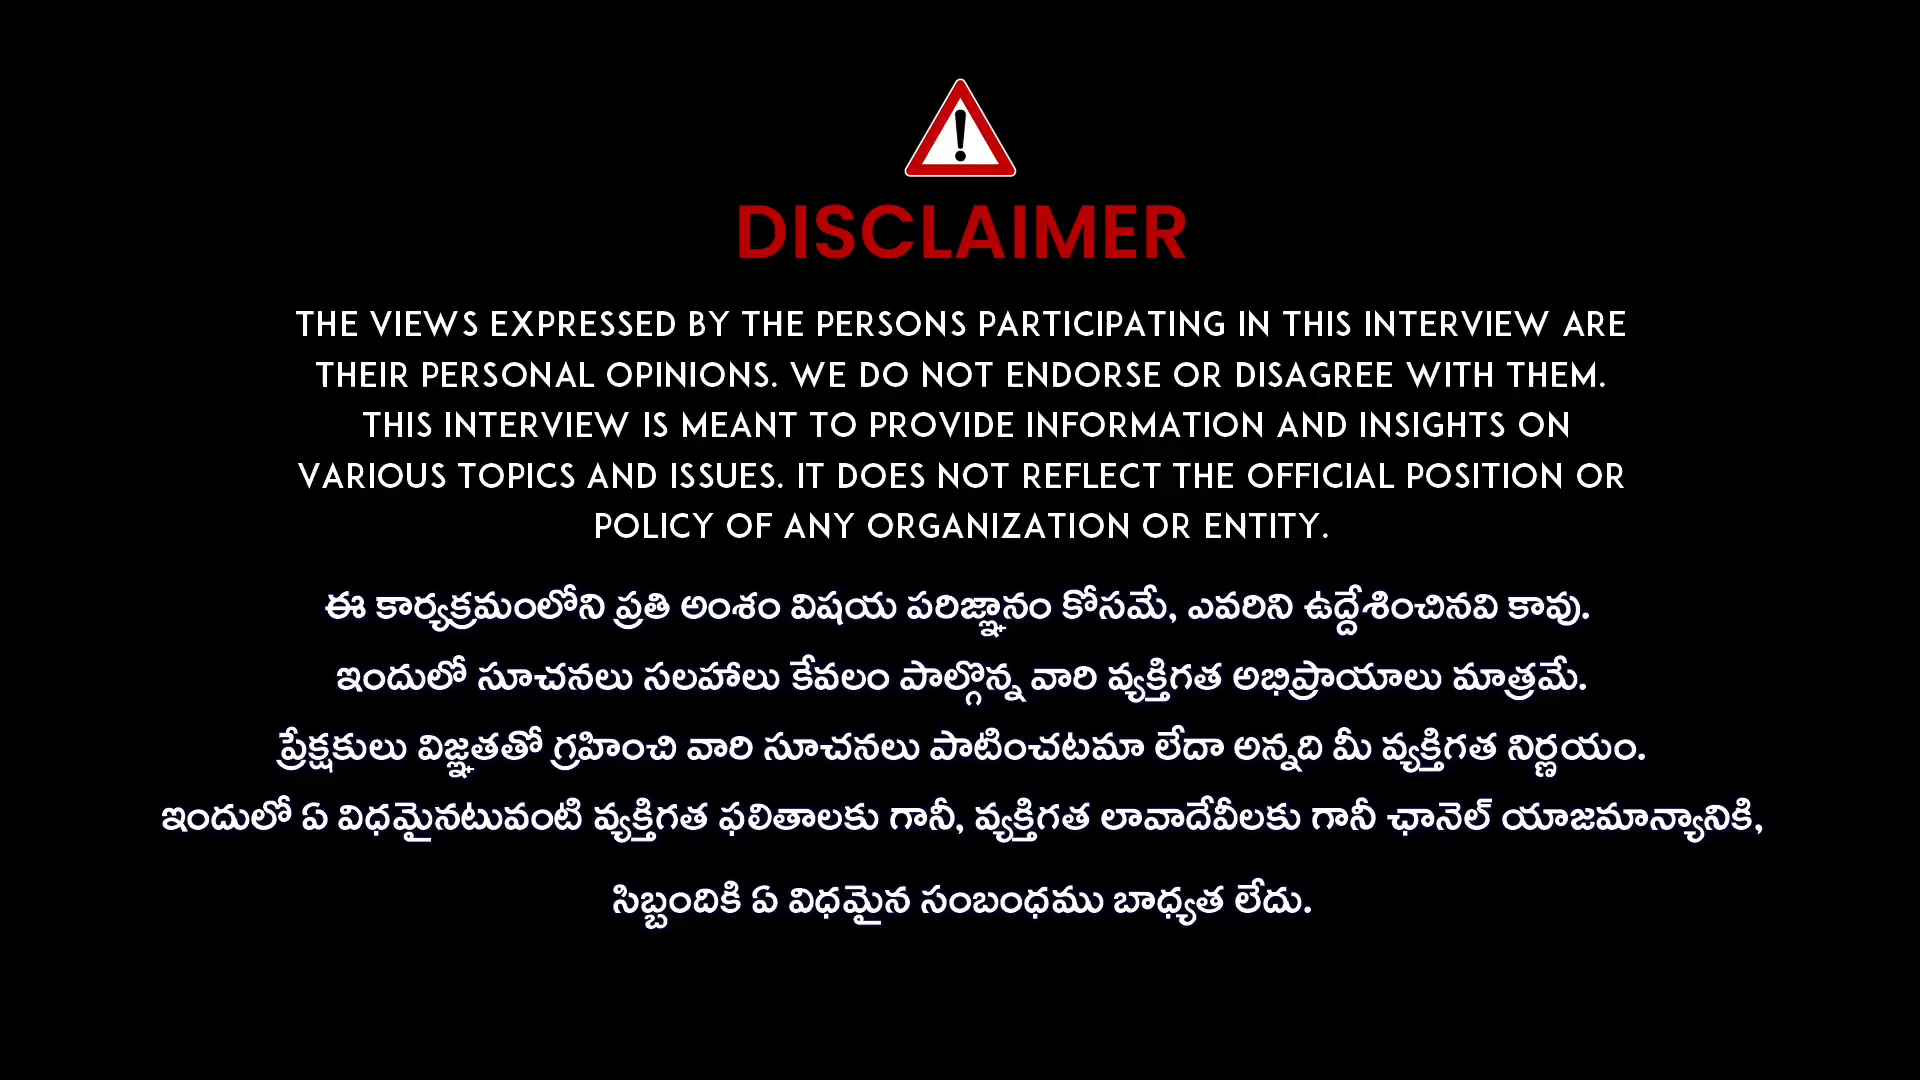 DISCLAIMER
THE VIEWS EXPRESSED BY THE PERSONS PARTICIPATING IN THIS INTERVIEW ARE
THEIR PERSONAL OPINIONS. WE DO NOT ENDORSE OR DISAGREE WITH THEM.
THIS INTERVIEW IS MEANT TO PROVIDE INFORMATION AND INSIGHTS ON
VARIOUS TOPICS AND ISSUES. IT DOES NOT REFLECT THE OFFICIAL POSITION OR
POLICY OF ANY ORGANIZATION OR ENTITY.
ఈ కార్యక్రమంలోని ప్రతి అంశం విషయ పరిజ్ఞానం కోసమే, ఎవరిని ఉద్దేశించినవి కావు.
ఇందులో సూచనలు సలహాలు కేవలం పాల్గొన్న వారి వ్యక్తిగత అభిప్రాయాలు మాత్రమే.
ప్రేక్షకులు విజ్ఞతతో గ్రహించి వారి సూచనలు పాటించటమా లేదా అన్నది మీ వ్యక్తిగత నిర్ణయం.
ఇందులో ఏ విధమైనటువంటి వ్యక్తిగత ఫలితాలకు గానీ, వ్యక్తిగత లావాదేవీలకు గానీ ఛానెల్ యాజమాన్యానికి,
సిబ్బందికి ఏ విధమైన సంబంధము బాధ్యత లేదు.